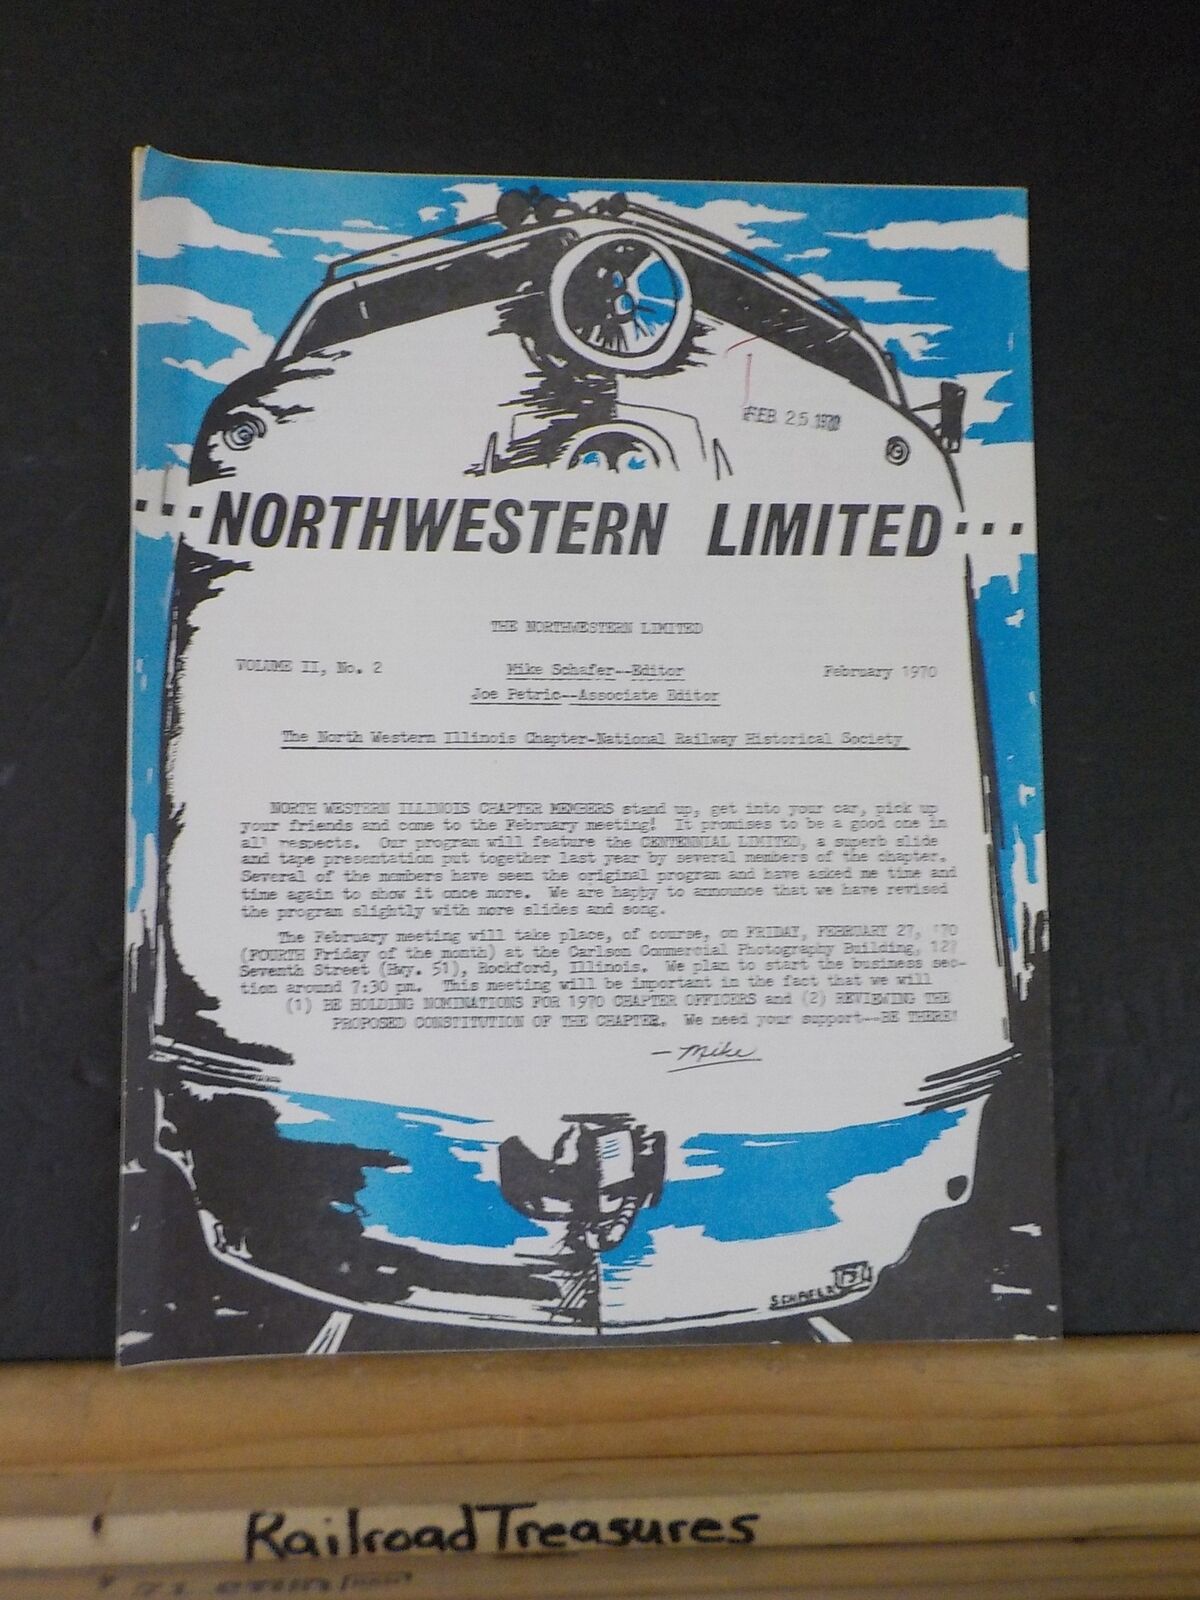 FEB 25 1970
...NORTHWESTERN LIMITED...
THE NORTHWESTERN LIMITED
VOLUME II, No. 2 Mike Schafer--Editor February 1970
Joe Petric--Associate Editor
The North Western Illinois Chapter-National Railway Historical Society
NORTH WESTERN ILLINOIS CHAPTER MEMBERS stand up, get into your car, pick up
your friends and come to the February meeting! It promises to be a good one in
all respects. Our program will feature the CENTENNIAL LIMITED, a superb slide
and tape presentation put together last year by several members of the chapter.
Several of the members have seen the original program and have asked me time and
time again to show it once more. We are happy to announce that we have revised
the program slightly with more slides and song.
The February meeting will take place, of course, on FRIDAY, FEBRUARY 27, '70
(FOURTH Friday of the month) at the Carlson Commercial Photography Building,
Seventh Street (Hwy. 51), Rockford, Illinois. We plan to start the business sec-
tion around 7:30 pm. This meeting will be important in the fact that we will
(1) BE HOLDING NOMINATIONS FOR 1970 CHAPTER OFFICERS and (2) REVIEWING THE
PROPOSED CONSTITUTION OF THE CHAPTER. We need your support--BE THERE!
—Mike
SCHAFER
RailroadTreasures